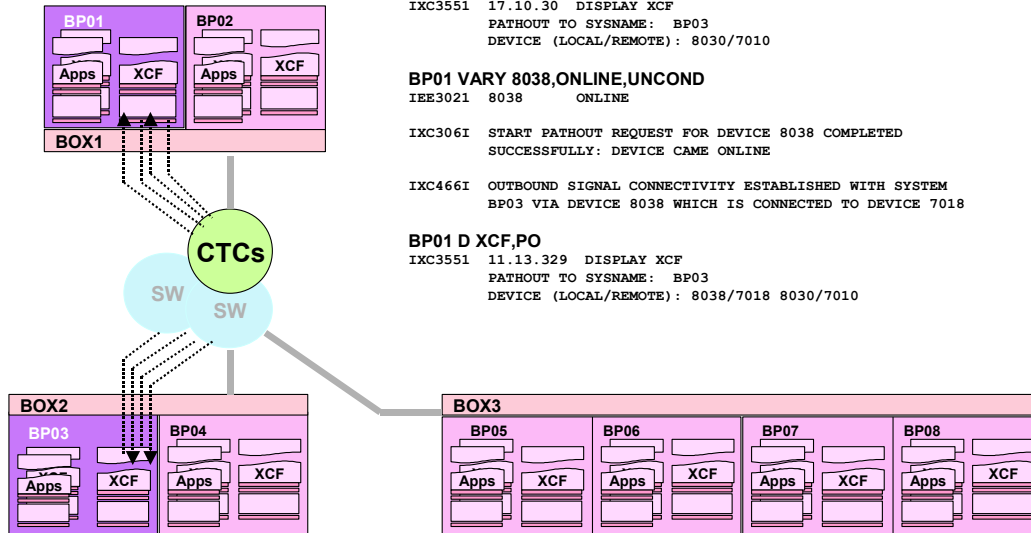 IXC3551 17.10.30 DISPLAY XCF
PATHOUT TO SYSNAME: BP03
DEVICE (LOCAL/REMOTE): 8030/7010
BP01 VARY 8038,ONLINE,UNCOND
IEE3021 8038 ONLINE
IXC306I START PATHOUT REQUEST FOR DEVICE 8038 COMPLETED
SUCCESSFULLY: DEVICE CAME ONLINE
IXC466I OUTBOUND SIGNAL CONNECTIVITY ESTABLISHED WITH SYSTEM
BP03 VIA DEVICE 8038 WHICH IS CONNECTED TO DEVICE 7018
BP01 D XCF,PO
IXC3551 11.13.329 DISPLAY XCF
PATHOUT TO SYSNAME: BP03
DEVICE (LOCAL/REMOTE): 8038/7018 8030/7010
BP01
BP02
Apps
XCF
Apps
XCF
BOX1
CTCs
SW
SW
BOX2
BP03
BP04
Apps
XCF
Apps
XCF
BOX3
BP05
BP06
BP07
BP08
Apps
XCF
Apps
XCF
Apps
XCF
Apps
XCF